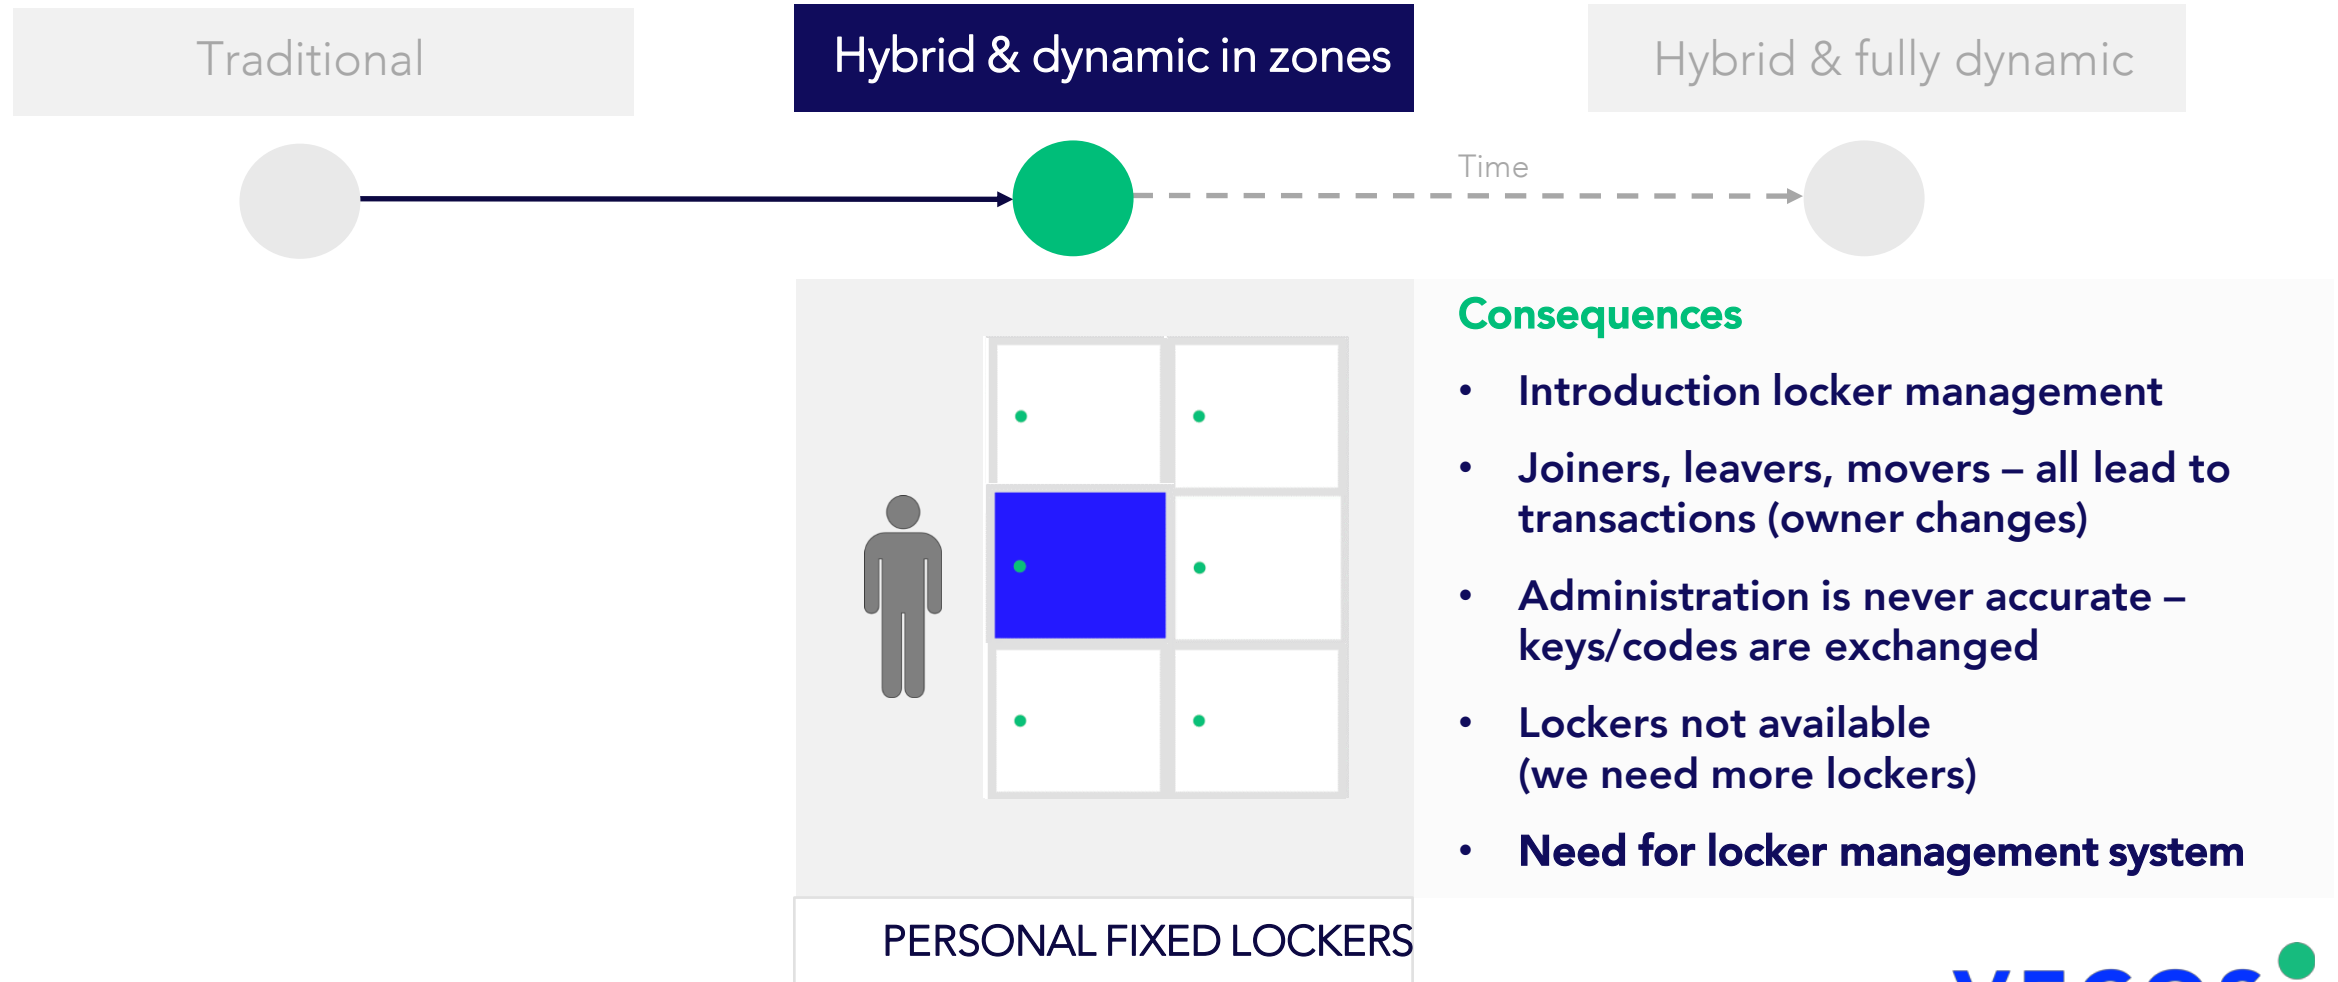 Traditional
Hybrid & dynamic in zones
Hybrid & fully dynamic
Time
Consequences
• Introduction locker management
• Joiners, leavers, movers – all lead to
transactions (owner changes)
• Administration is never accurate –
keys/codes are exchanged
• Lockers not available
(we need more lockers)
• Need for locker management system
PERSONAL FIXED LOCKERS